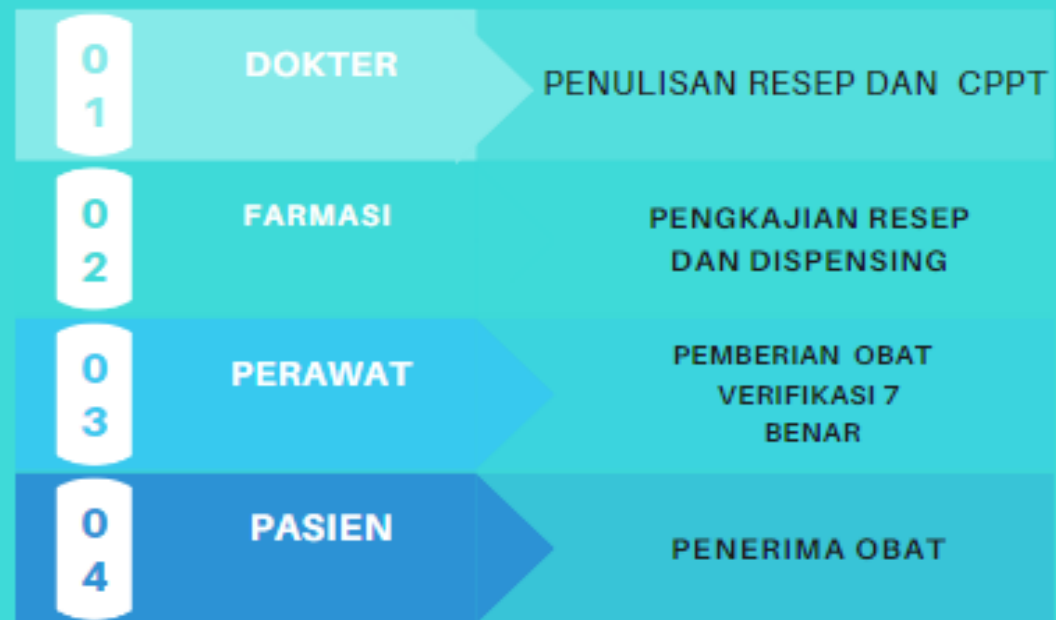 0
1
DOKTER
PENULISAN RESEP DAN CPPT
0
2
FARMASI
PENGKAJIAN RESEP
DAN DISPENSING
0
3
PERAWAT
PEMBERIAN OBAT
VERIFIKASI 7
BENAR
0
4
PASIEN
PENERIMA OBAT